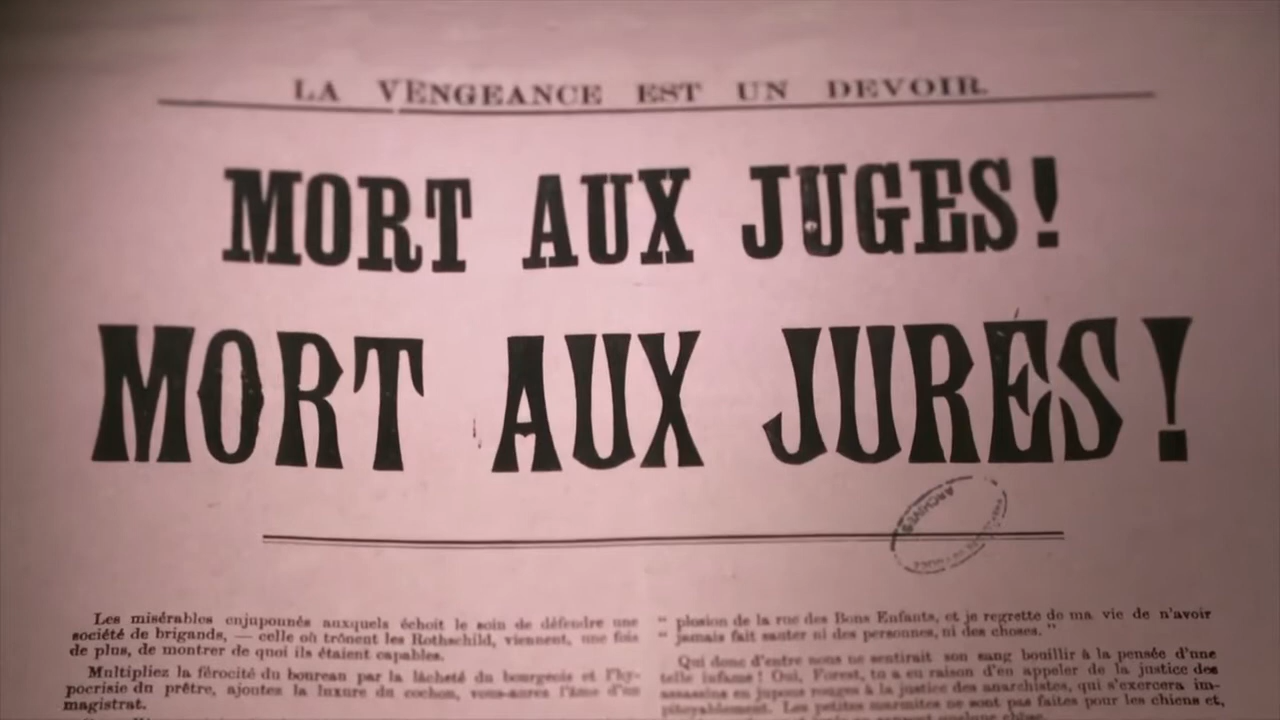 LA VENGEANCE EST UN DEVOIR.
MORT AUX JUGES!
MORT AUX JURÉS!
ARCHIVES
Les misérables enjuponnés auxquels échoit le soin de défendre une
société de brigands, — celle où trônent les Rothschild, viennent, une fois
de plus, de montrer de quoi ils étaient capables.
Multipliez la férocité du bourreau par la lâcheté du bourgeois et l'hy-
pocrisie du prêtre, ajoutez la luxure du cochon, vous aurez l'âme d'un
magistrat.
“ plosion de la rue des Bons Enfants, et je regrette de ma vie de n'avoir
“ jamais fait sauter ni des personnes, ni des choses. ”
Qui donc d'entre nous ne sentirait son sang bouillir à la pensée d'une
telle infame! Oui, Forest, tu a eu raison d'en appeler de la justice des
assassins en jupons rouges à la justice des anarchistes, qui s'exercera im-
pitoyablement. Les petites marmites ne sont pas faites pour les chiens et,